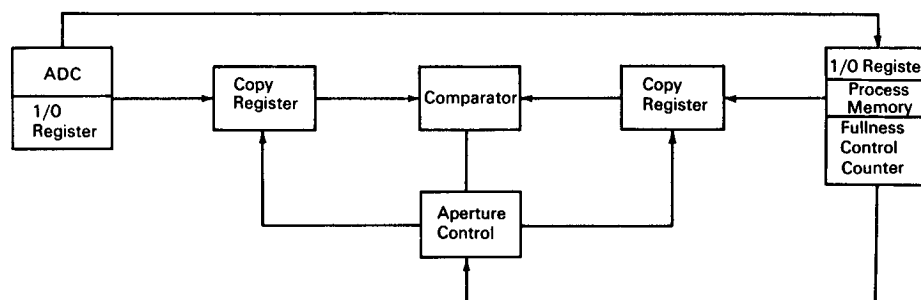 ADC
1/0
Register
Copy
Register
Comparator
Copy
Register
1/0 Registe
Process
Memory
Fullness
Control
Counter
Aperture
Control